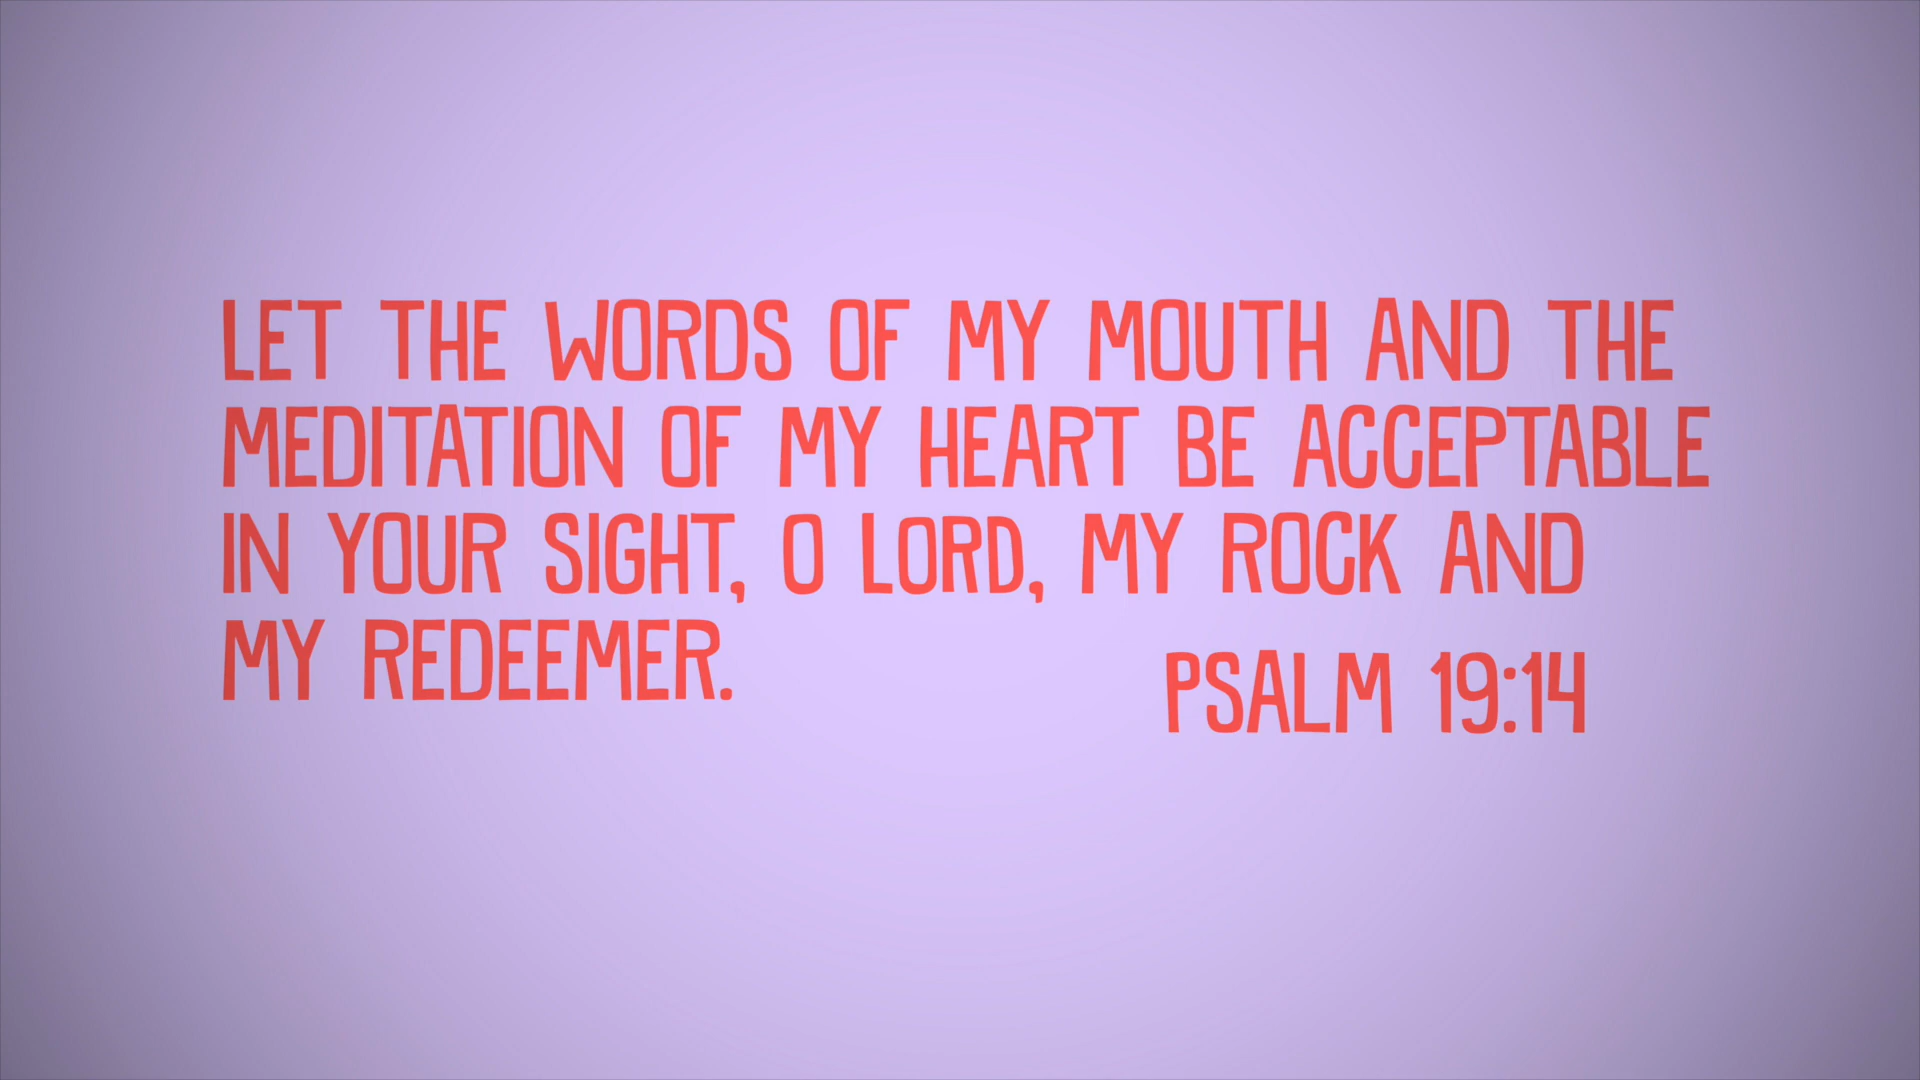 LET THE WORDS OF MY MOUTH AND THE
MEDITATION OF MY HEART BE ACCEPTABLE
IN YOUR SIGHT, O LORD, MY ROCK AND
MY REDEEMER.
PSALM 19:14